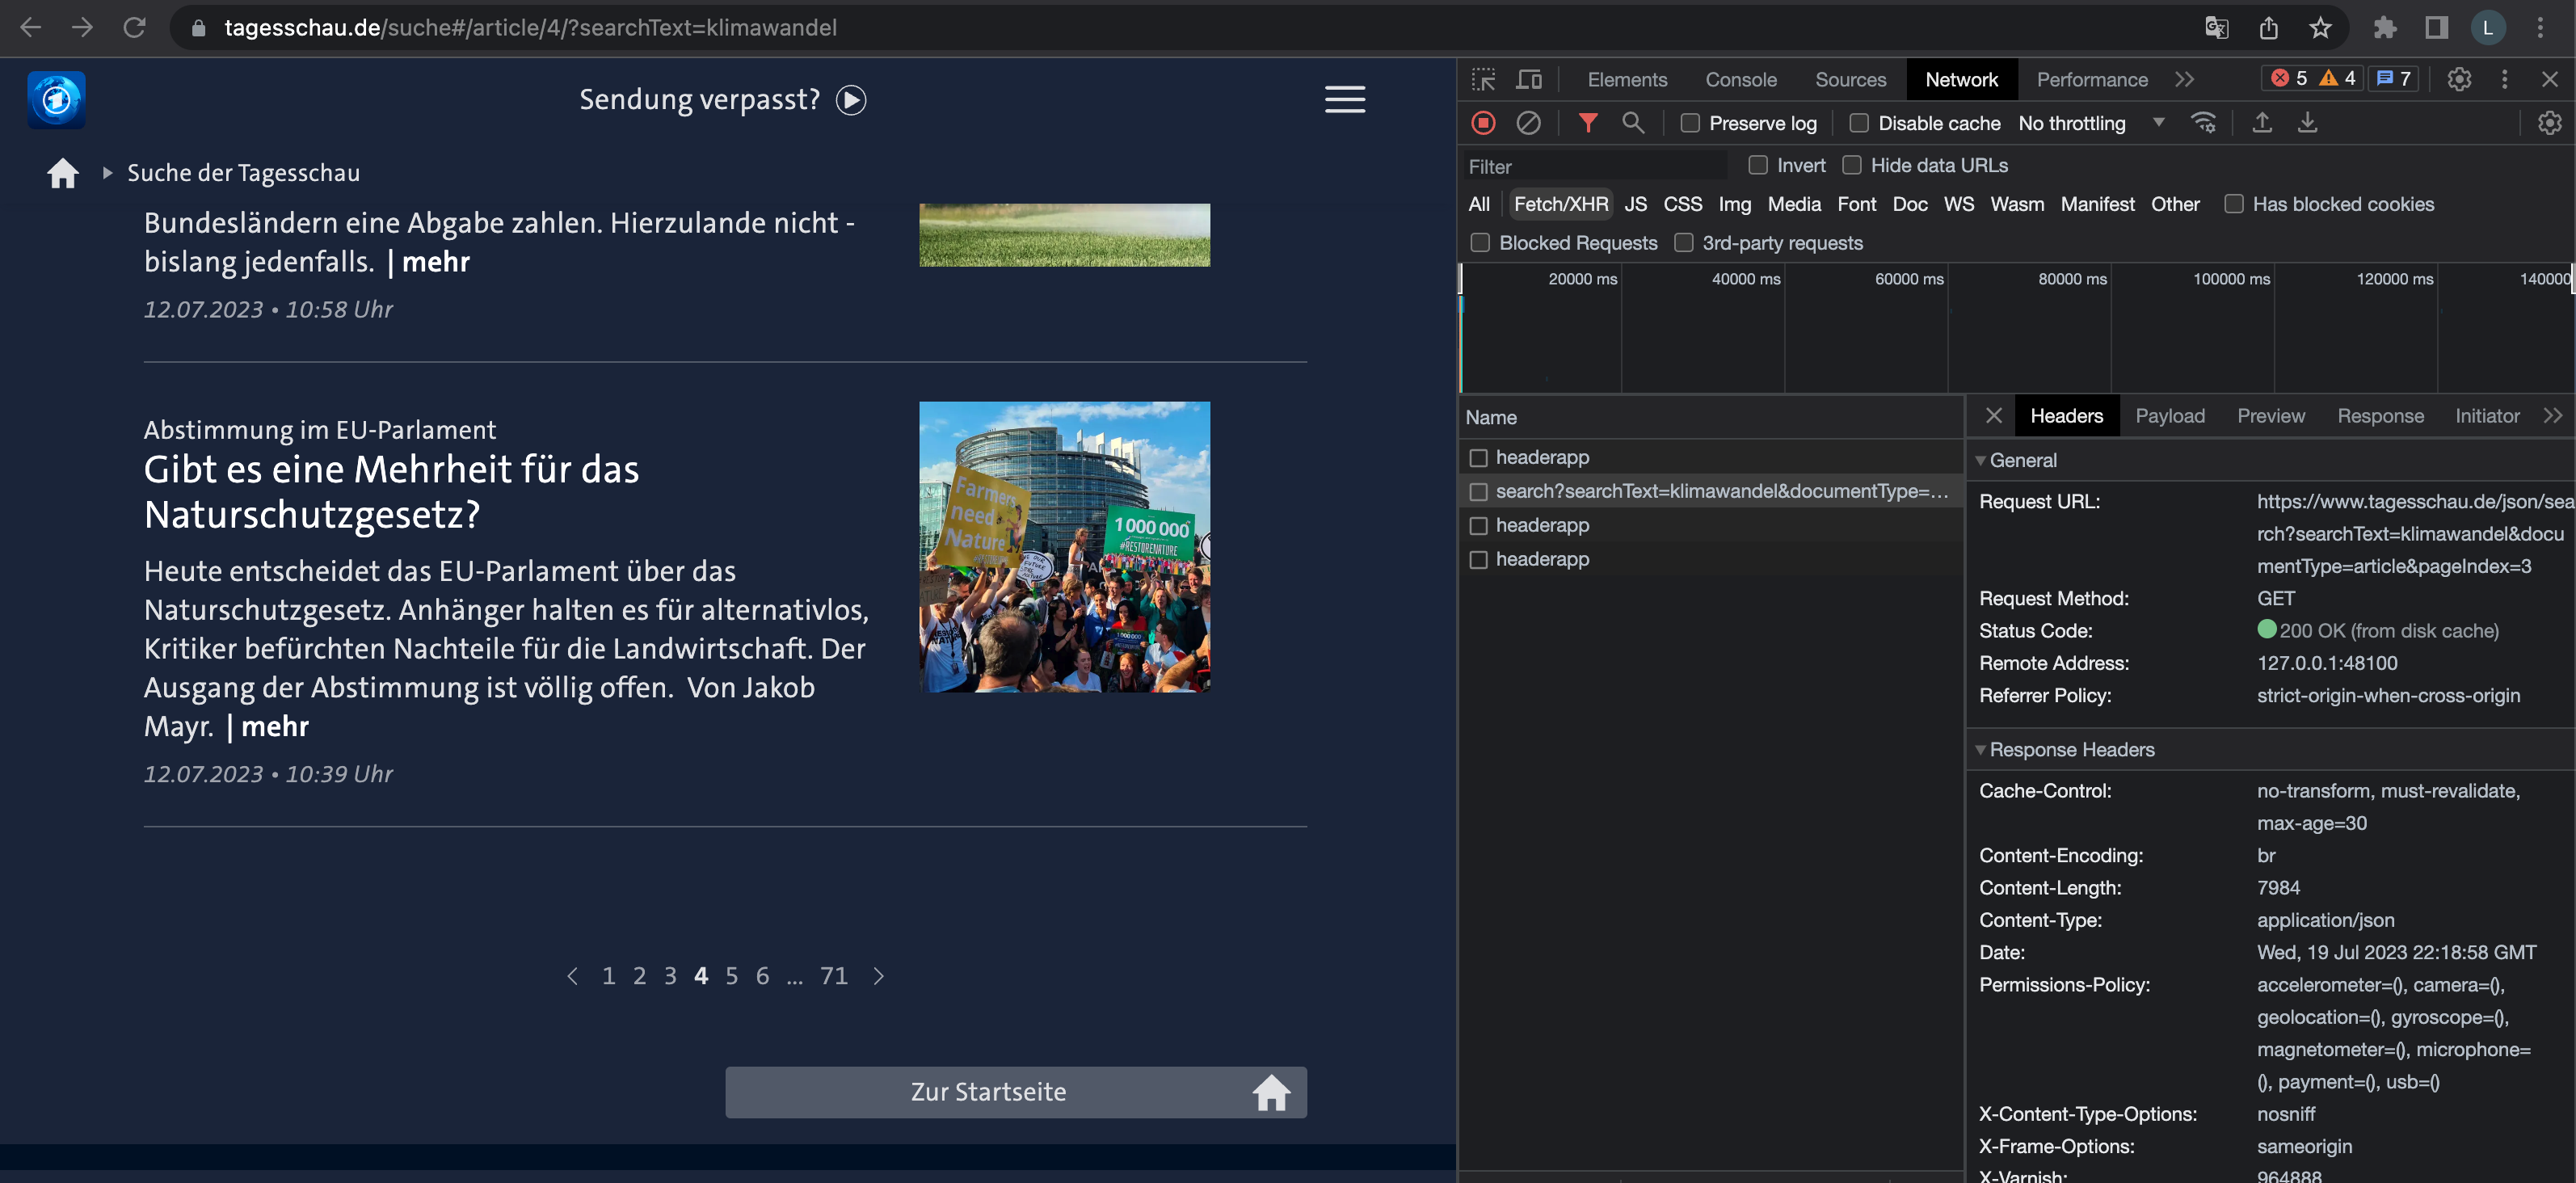 tagesschau.de/suche#/article/4/?searchText=klimawandel
L
Sendung verpasst?
Suche der Tagesschau
Bundesländern eine Abgabe zahlen. Hierzulande nicht -
bislang jedenfalls. | mehr
12.07.2023 • 10:58 Uhr
Abstimmung im EU-Parlament
Gibt es eine Mehrheit für das
Naturschutzgesetz?
Heute entscheidet das EU-Parlament über das
Naturschutzgesetz. Anhänger halten es für alternativlos,
Kritiker befürchten Nachteile für die Landwirtschaft. Der
Ausgang der Abstimmung ist völlig offen. Von Jakob
Mayr. | mehr
12.07.2023 • 10:39 Uhr
Farmers
need
Nature
1000000
#RESTORENATURE
< 1 2 3 4 5 6 ... 71 >
Zur Startseite
Elements Console Sources Network Performance 5 4 7
Preserve log Disable cache No throttling
Filter Invert Hide data URLs
All Fetch/XHR JS CSS Img Media Font Doc WS Wasm Manifest Other Has blocked cookies
Blocked Requests 3rd-party requests
20000 ms 40000 ms 60000 ms 80000 ms 100000 ms 120000 ms 140000
Name
headerapp
search?searchText=klimawandel&documentType=...
headerapp
headerapp
Headers Payload Preview Response Initiator
General
Request URL: https://www.tagesschau.de/json/sea
rch?searchText=klimawandel&docu
mentType=article&pageIndex=3
Request Method: GET
Status Code: 200 OK (from disk cache)
Remote Address: 127.0.0.1:48100
Referrer Policy: strict-origin-when-cross-origin
Response Headers
Cache-Control: no-transform, must-revalidate,
max-age=30
Content-Encoding: br
Content-Length: 7984
Content-Type: application/json
Date: Wed, 19 Jul 2023 22:18:58 GMT
Permissions-Policy: accelerometer=(), camera=(),
geolocation=(), gyroscope=(),
magnetometer=(), microphone=
(), payment=(), usb=()
X-Content-Type-Options: nosniff
X-Frame-Options: sameorigin
X-Varnish: 964888